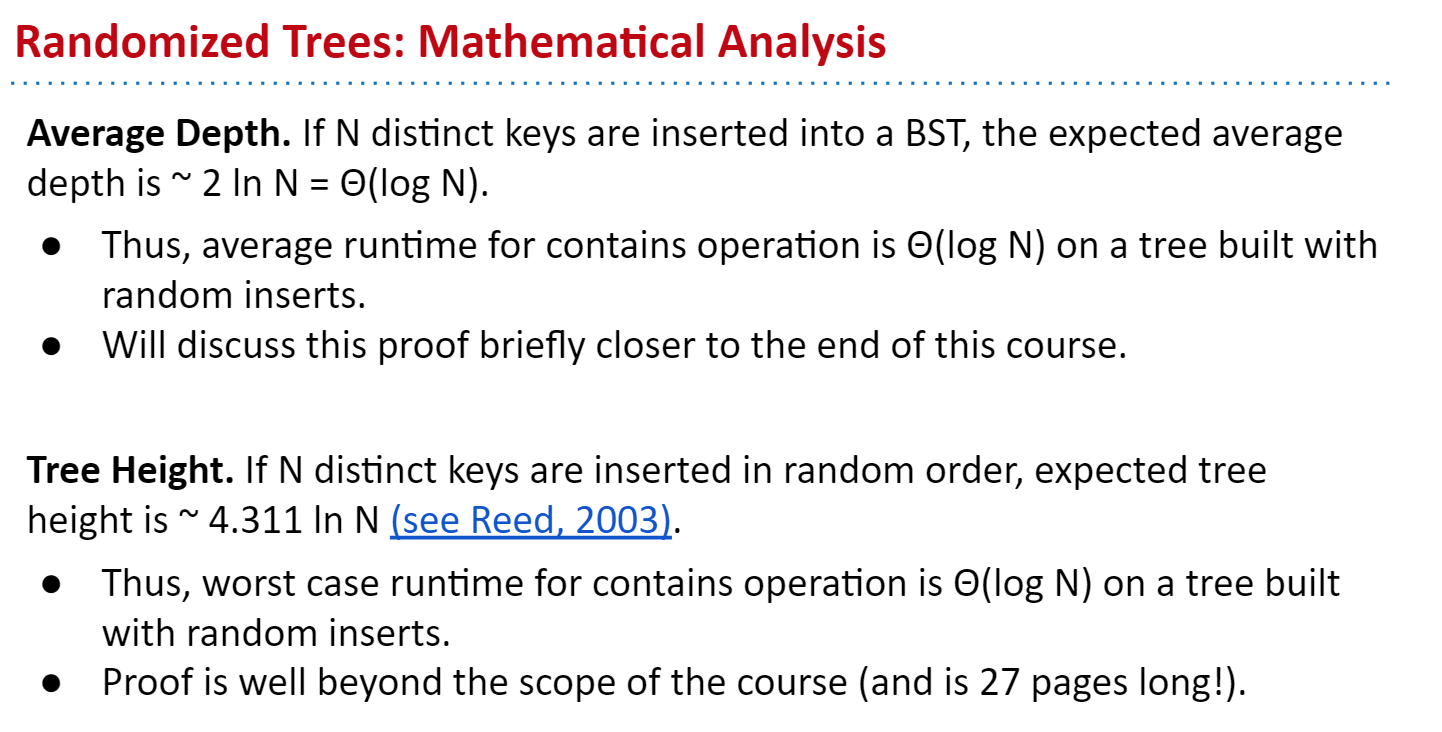 Randomized Trees: Mathematical Analysis
Average Depth. If N distinct keys are inserted into a BST, the expected average
depth is ~ 2 ln N = Θ(log N).
● Thus, average runtime for contains operation is Θ(log N) on a tree built with
random inserts.
● Will discuss this proof briefly closer to the end of this course.
Tree Height. If N distinct keys are inserted in random order, expected tree
height is ~ 4.311 ln N (see Reed, 2003).
● Thus, worst case runtime for contains operation is Θ(log N) on a tree built
with random inserts.
● Proof is well beyond the scope of the course (and is 27 pages long!).